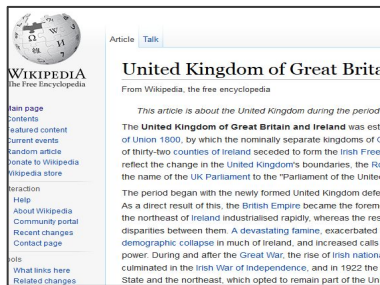 WIKIPEDIA
The Free Encyclopedia
Main page
Contents
Featured content
Current events
Random article
Donate to Wikipedia
Wikipedia store
Interaction
Help
About Wikipedia
Community portal
Recent changes
Contact page
Tools
What links here
Related changes
Article Talk
United Kingdom of Great Brita
From Wikipedia, the free encyclopedia
This article is about the United Kingdom during the period
The United Kingdom of Great Britain and Ireland was est
of Union 1800, by which the nominally separate kingdoms of G
of thirty-two counties of Ireland seceded to form the Irish Free
reflect the change in the United Kingdom's boundaries, the Ro
the name of the UK Parliament to the "Parliament of the Unite
The period began with the newly formed United Kingdom defe
As a direct result of this, the British Empire became the forem
the northeast of Ireland industrialised rapidly, whereas the res
disparities between them. A devastating famine, exacerbated
demographic collapse in much of Ireland, and increased calls
power. During and after the Great War, the rise of Irish nationa
culminated in the Irish War of Independence, and in 1922 the
State and the northeast, which opted to remain part of the Un